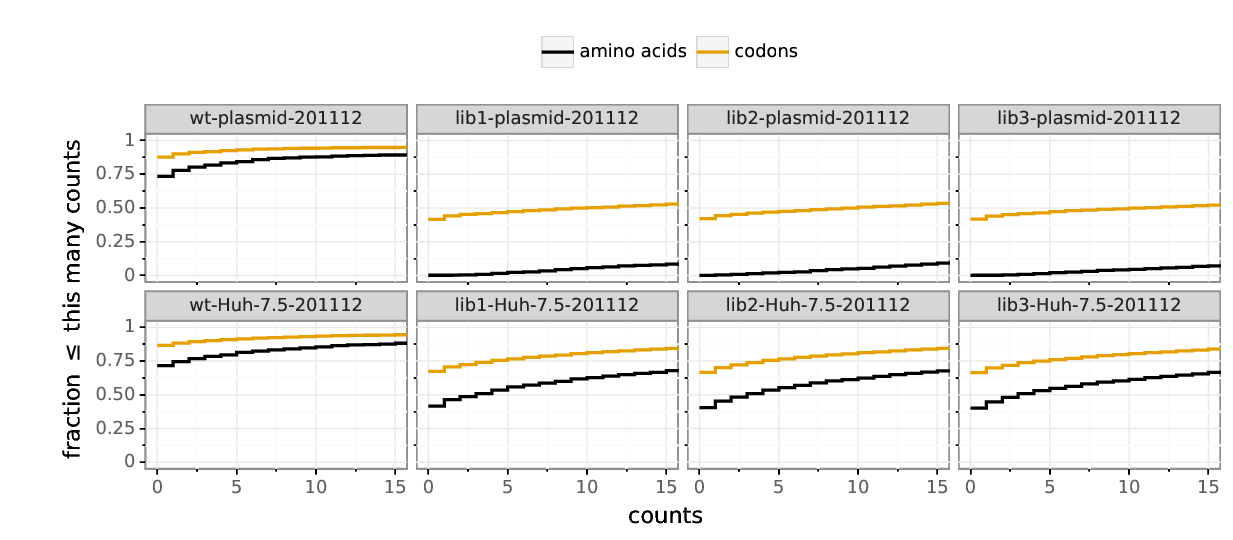 amino acids codons
wt-plasmid-201112 lib1-plasmid-201112 lib2-plasmid-201112 lib3-plasmid-201112
1
0.75
0.50
0.25
0
wt-Huh-7.5-201112 lib1-Huh-7.5-201112 lib2-Huh-7.5-201112 lib3-Huh-7.5-201112
1
0.75
0.50
0.25
0
fraction ≤ this many counts
0 5 10 15 0 5 10 15 0 5 10 15 0 5 10 15
counts